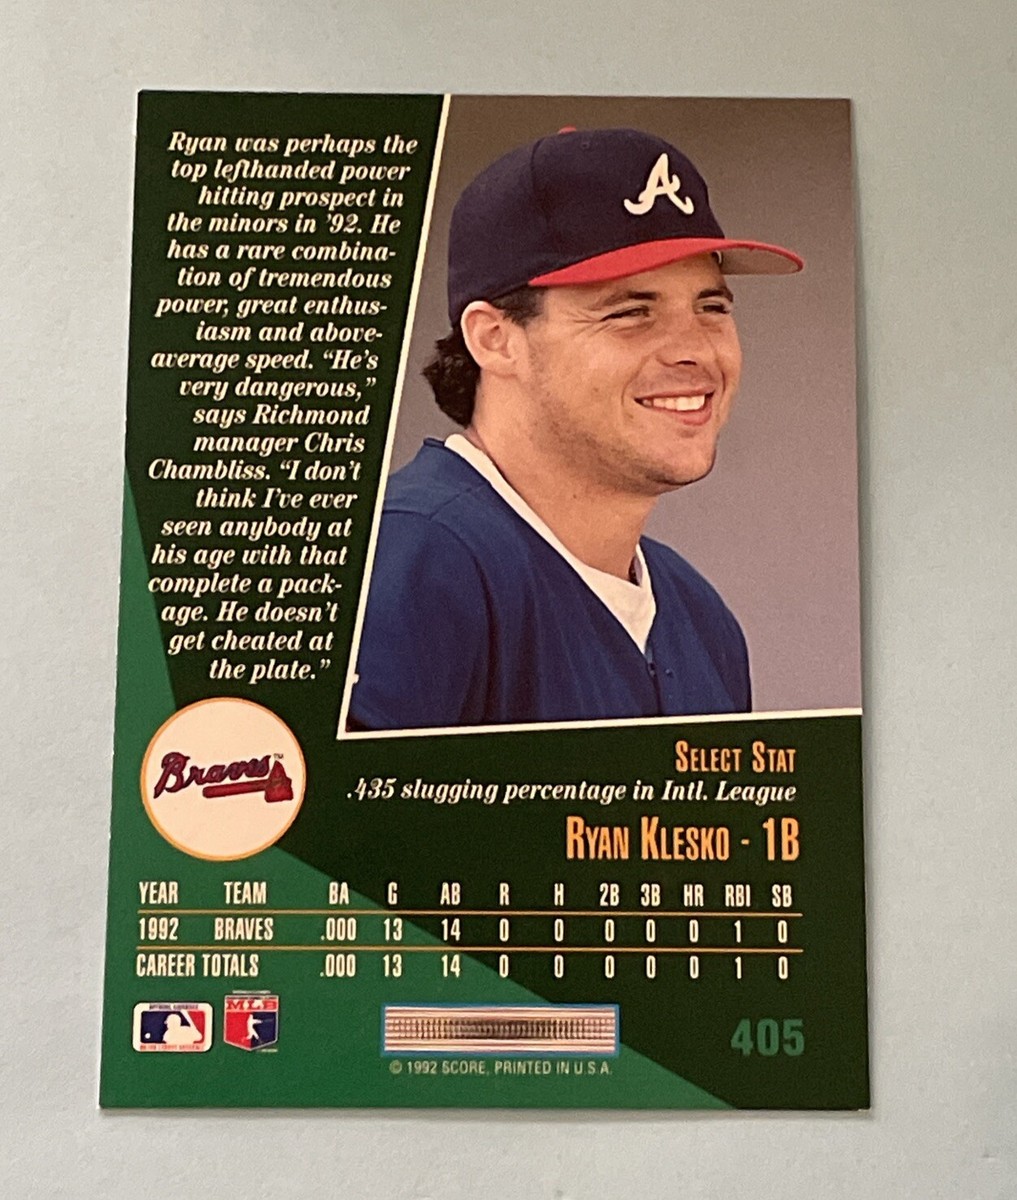 Ryan was perhaps the
top lefthanded power
hitting prospect in
the minors in '92. He
has a rare combina-
tion of tremendous
power, great enthus-
iasm and above-
average speed. "He's
very dangerous,"
says Richmond
manager Chris
Chambliss. "I don't
think I've ever
seen anybody at
his age with that
complete a pack-
age. He doesn't
get cheated at
the plate."
A
Braves™
SELECT STAT
.435 slugging percentage in Intl. League
RYAN KLESKO - 1B
YEAR TEAM BA G AB R H 2B 3B HR RBI SB
1992 BRAVES .000 13 14 0 0 0 0 0 1 0
CAREER TOTALS .000 13 14 0 0 0 0 0 1 0
MLB
405
© 1992 SCORE, PRINTED IN U.S.A.